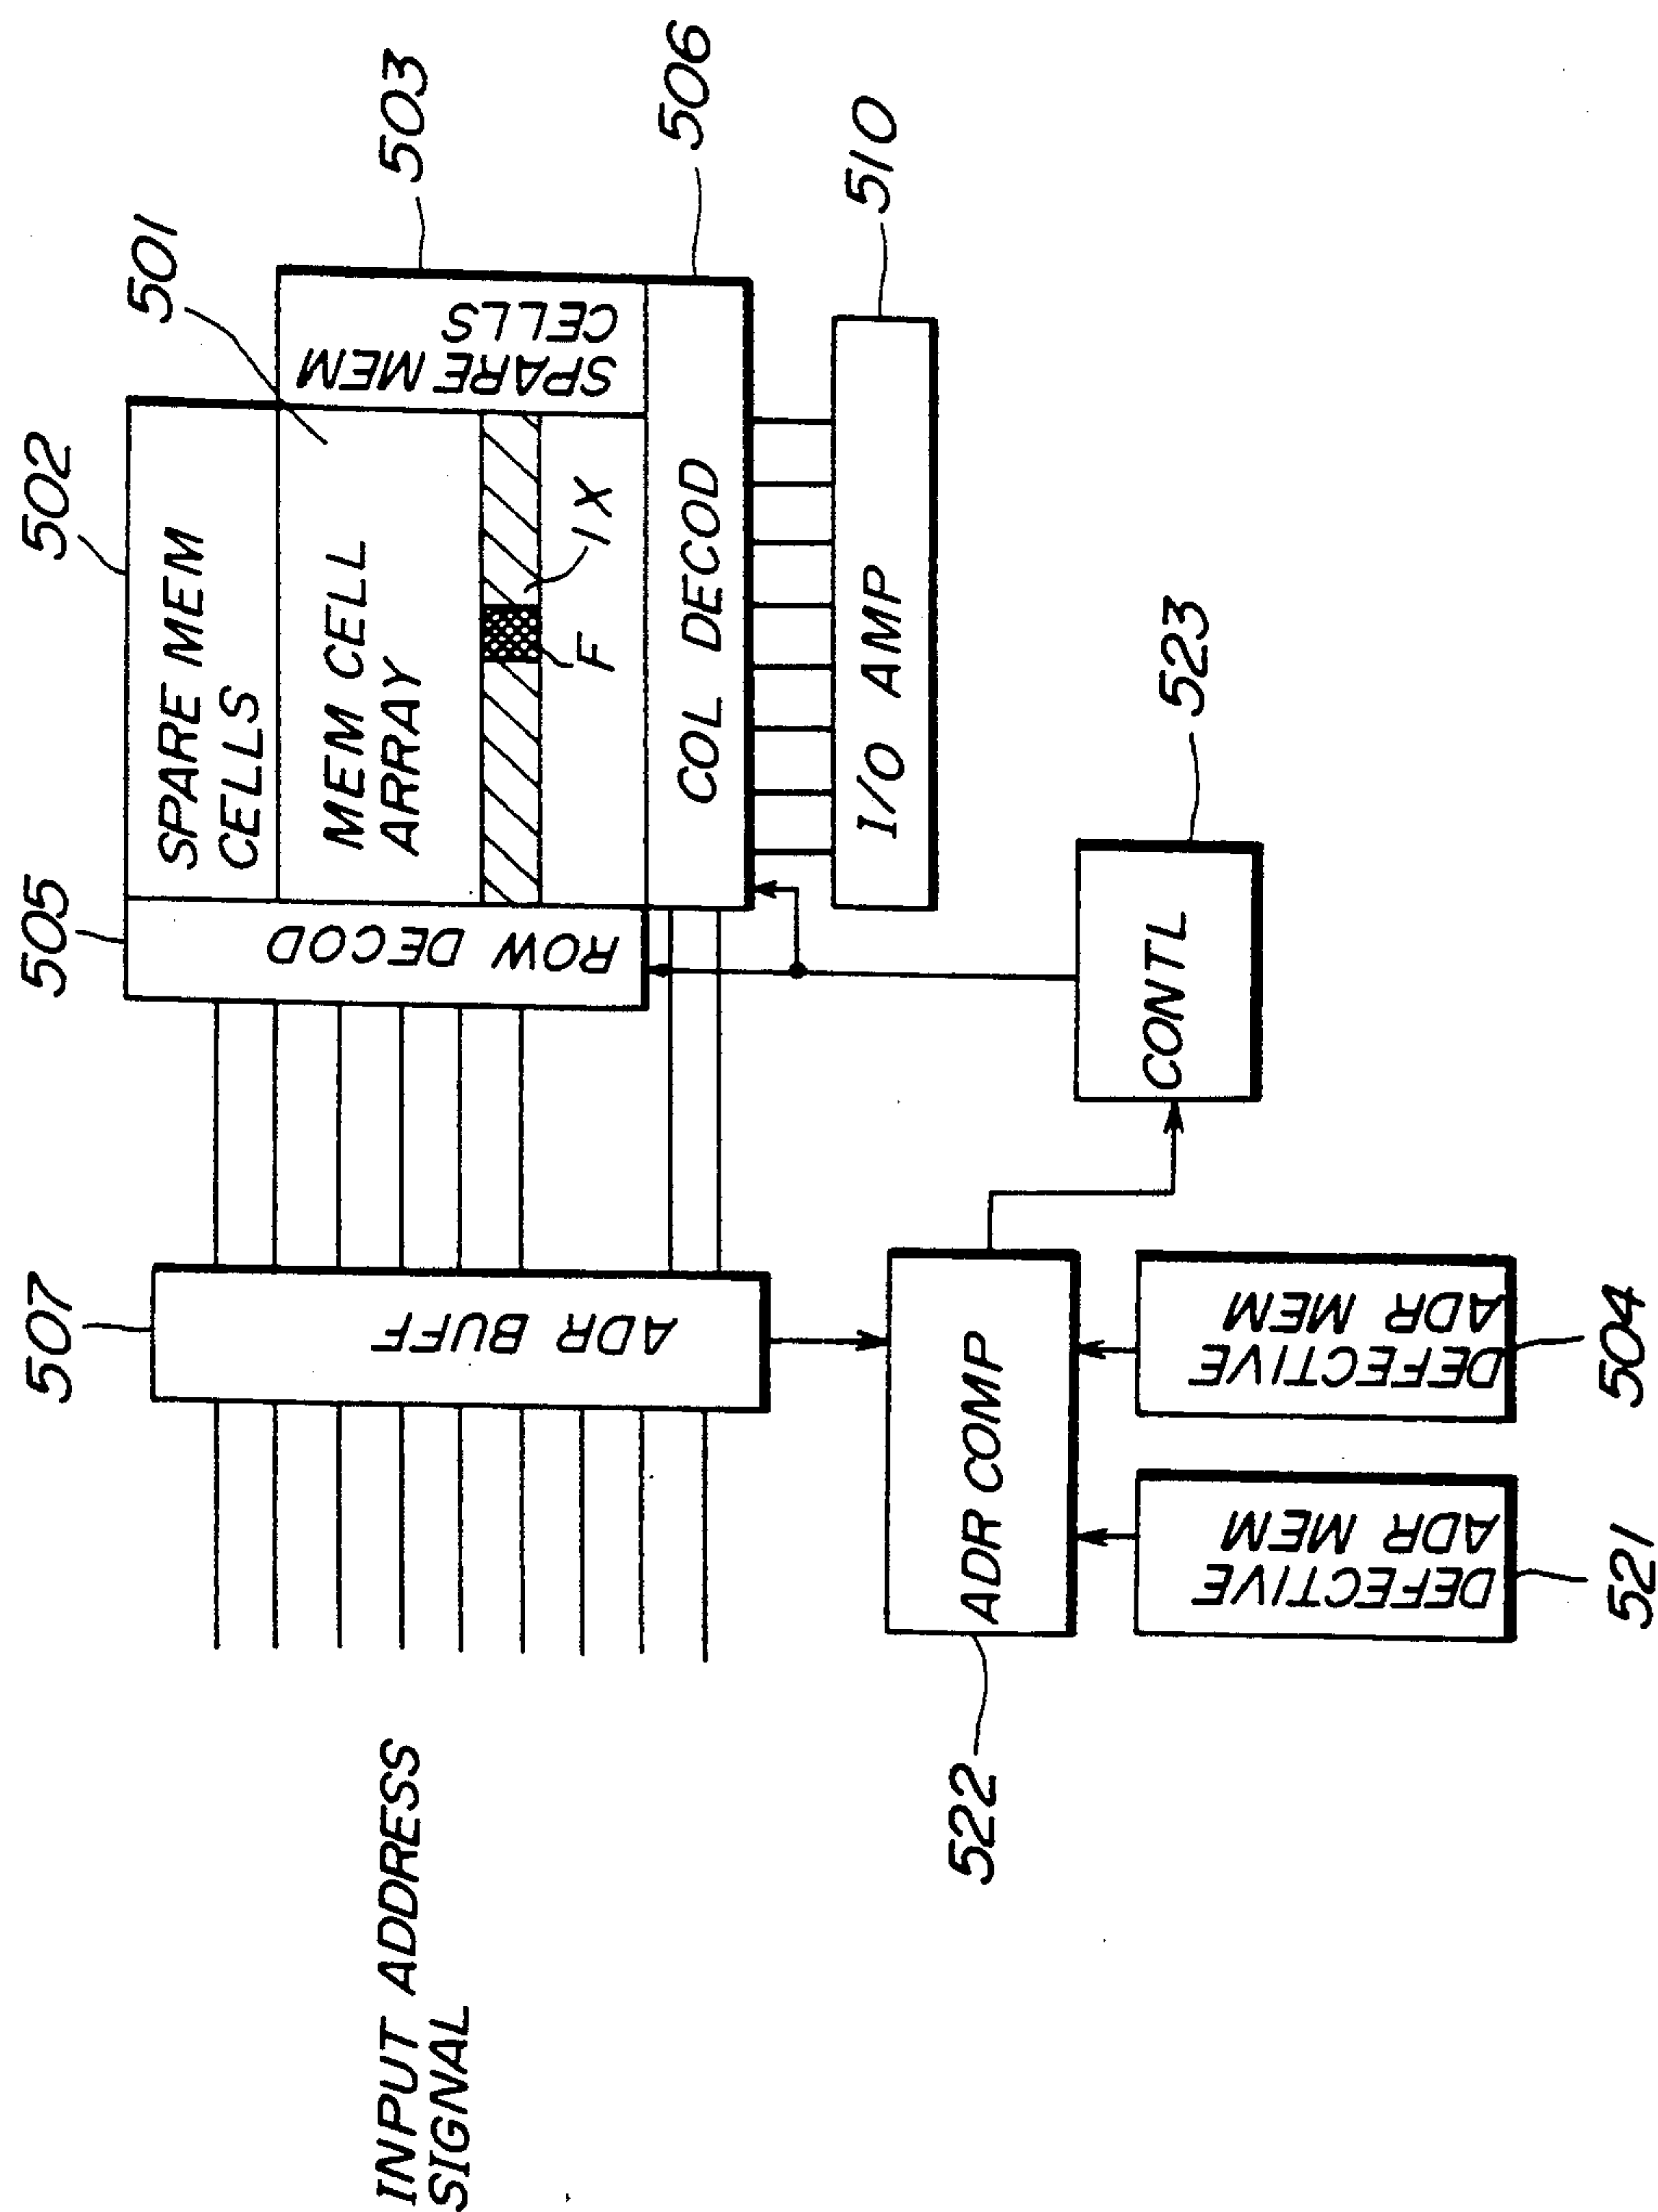 INPUT ADDRESS
SIGNAL
507
ADR BUFF
505
ROW DECOD
502
SPARE MEM
CELLS
501
MEM CELL
ARRAY
F
1X
503
SPARE MEM
CELLS
506
COL DECOD
510
I/O AMP
522
ADR COMP
523
CONTL
521
DEFECTIVE
ADR MEM
504
DEFECTIVE
ADR MEM